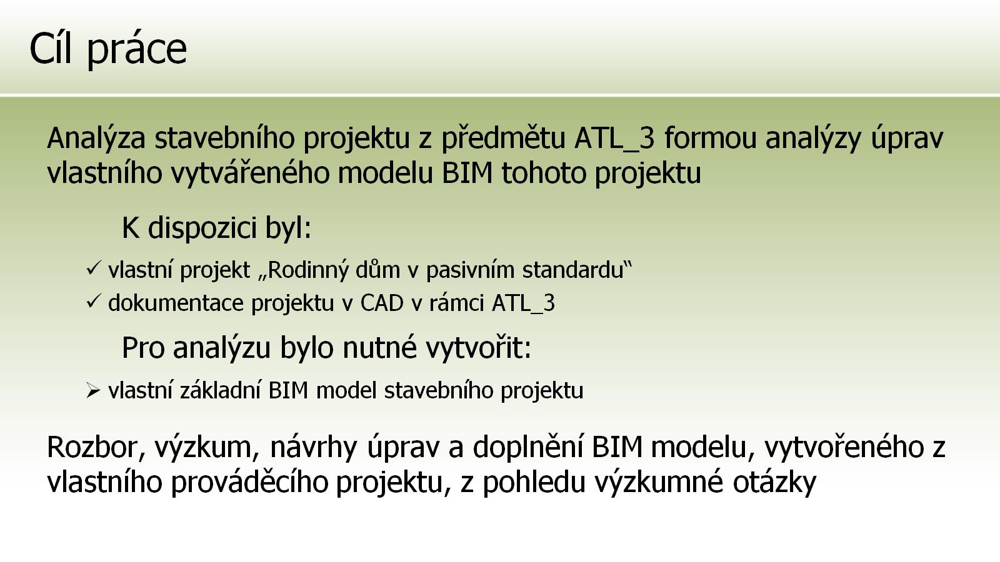 Cíl práce
Analýza stavebního projektu z předmětu ATL_3 formou analýzy úprav
vlastního vytvářeného modelu BIM tohoto projektu
K dispozici byl:
✓ vlastní projekt „Rodinný dům v pasivním standardu“
✓ dokumentace projektu v CAD v rámci ATL_3
Pro analýzu bylo nutné vytvořit:
➢ vlastní základní BIM model stavebního projektu
Rozbor, výzkum, návrhy úprav a doplnění BIM modelu, vytvořeného z
vlastního prováděcího projektu, z pohledu výzkumné otázky